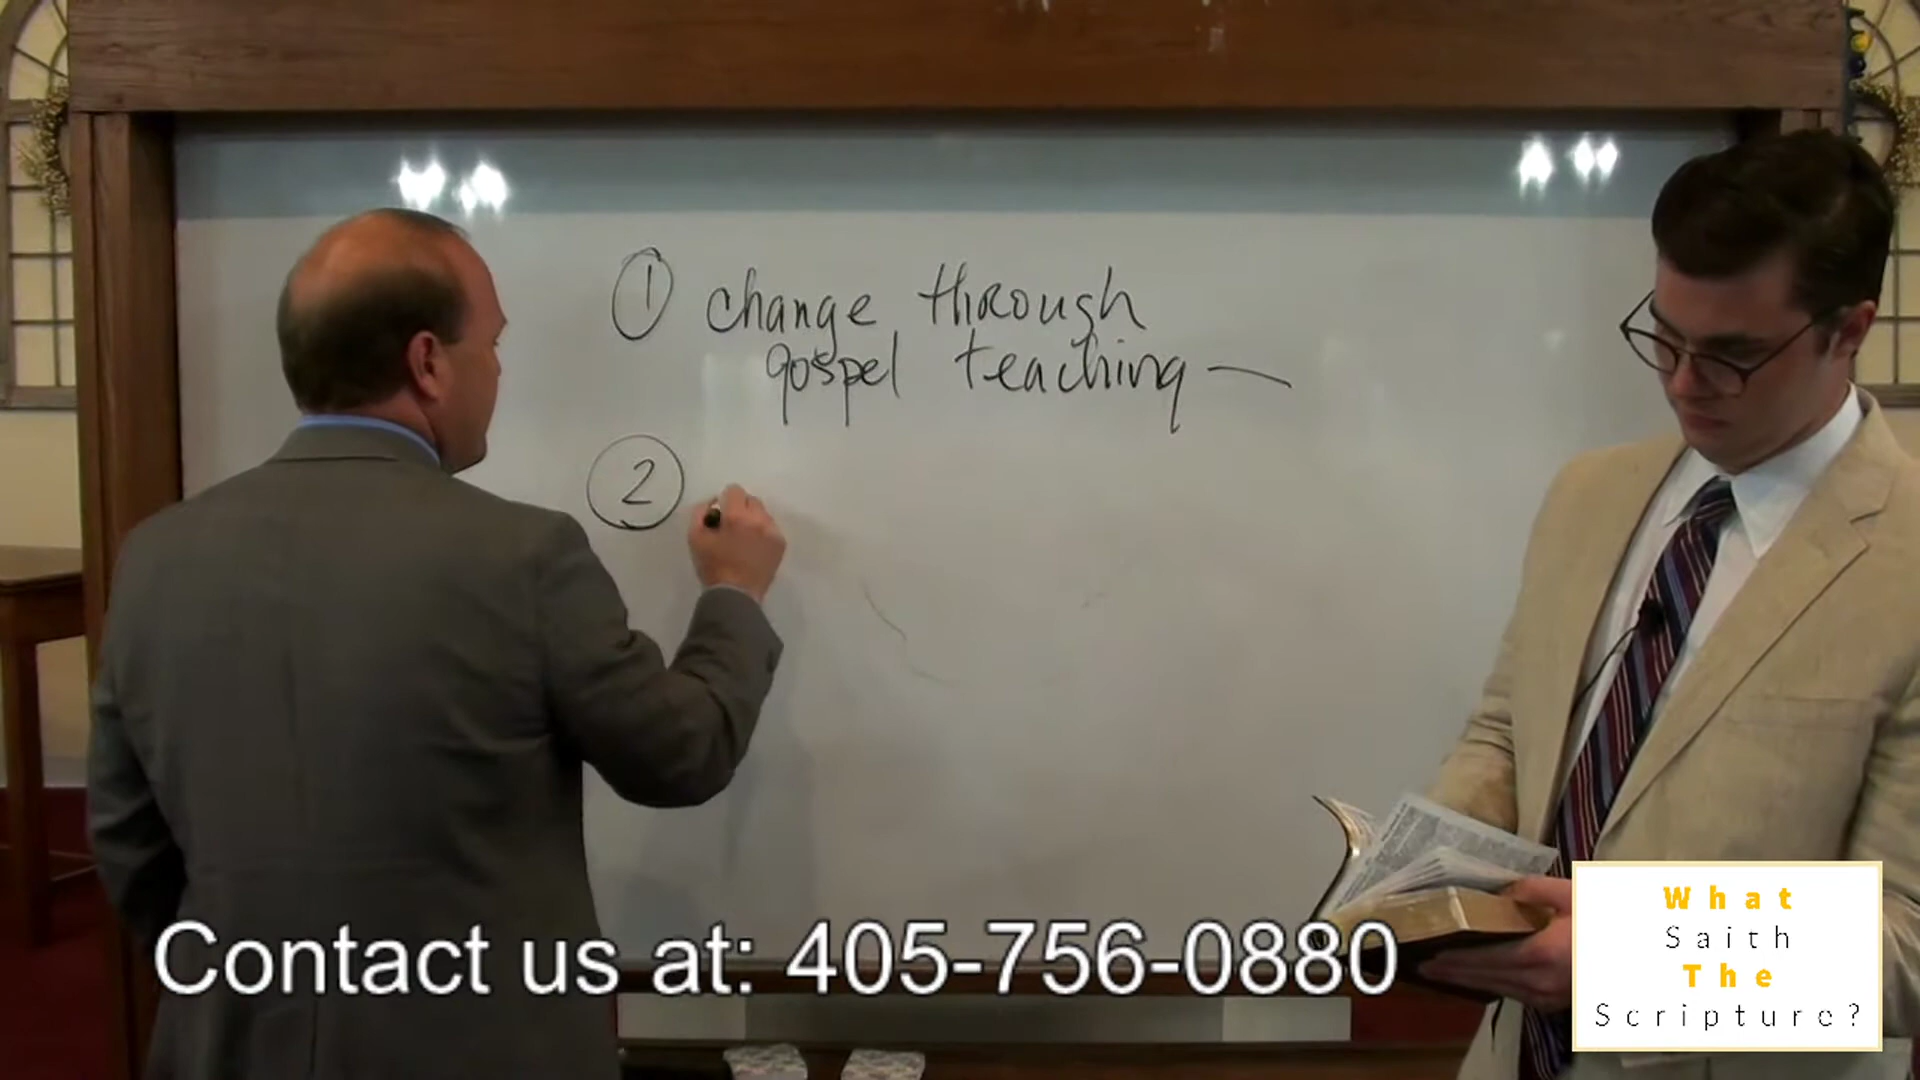 ① change through
gospel teaching —
②
Contact us at: 405-756-0880
What
Saith
The
Scripture?